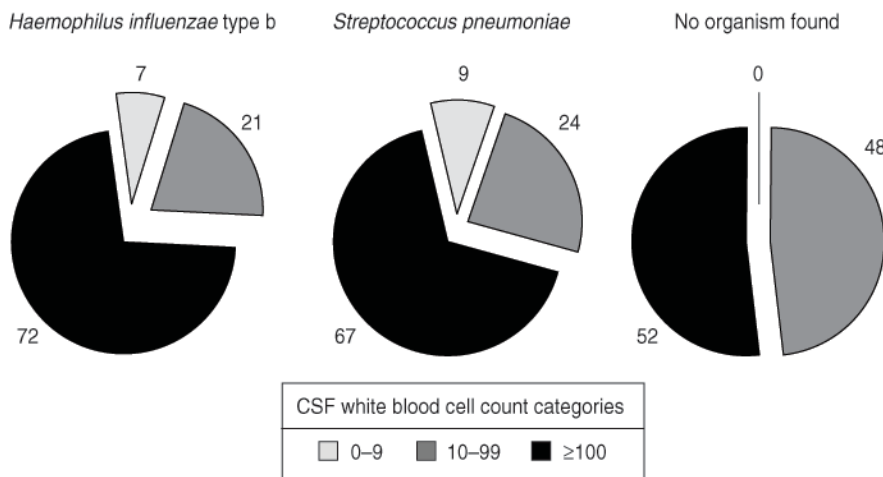 Haemophilus influenzae type b
Streptococcus pneumoniae
No organism found
7
21
72
9
24
67
0
48
52
CSF white blood cell count categories
0–9 10–99 ≥100